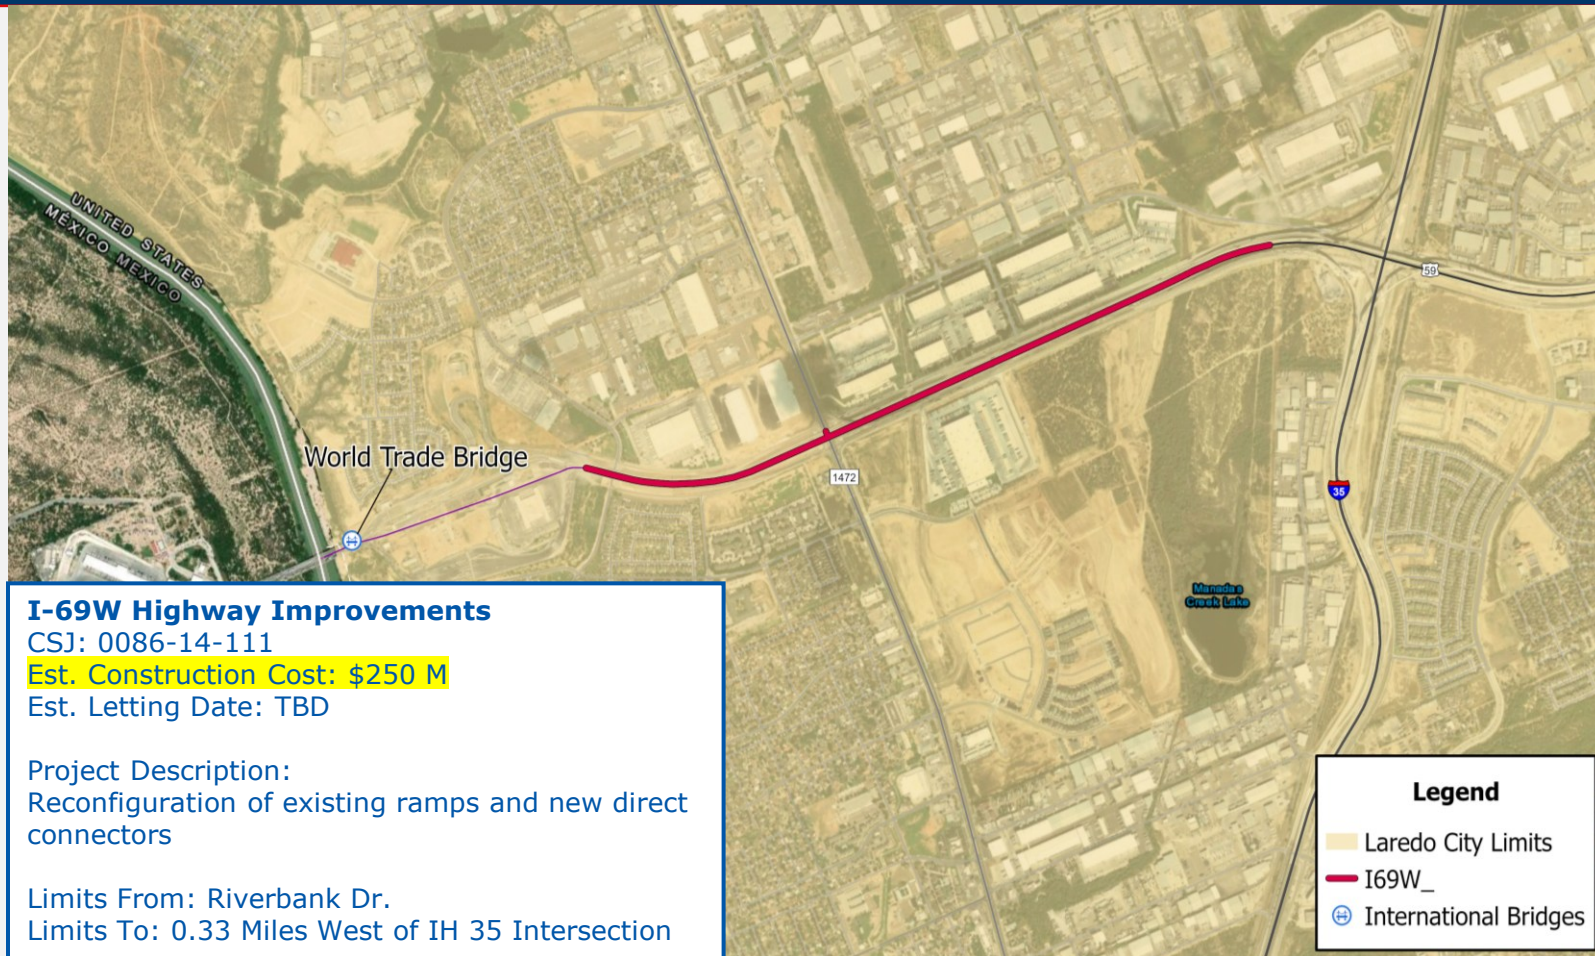 UNITED STATES
MÉXICO MEXICO
59
World Trade Bridge
1472
35
Manadas
Creek Lake
I-69W Highway Improvements
CSJ: 0086-14-111
Est. Construction Cost: $250 M
Est. Letting Date: TBD
Project Description:
Reconfiguration of existing ramps and new direct
connectors
Limits From: Riverbank Dr.
Limits To: 0.33 Miles West of IH 35 Intersection
Legend
Laredo City Limits
I69W_
International Bridges